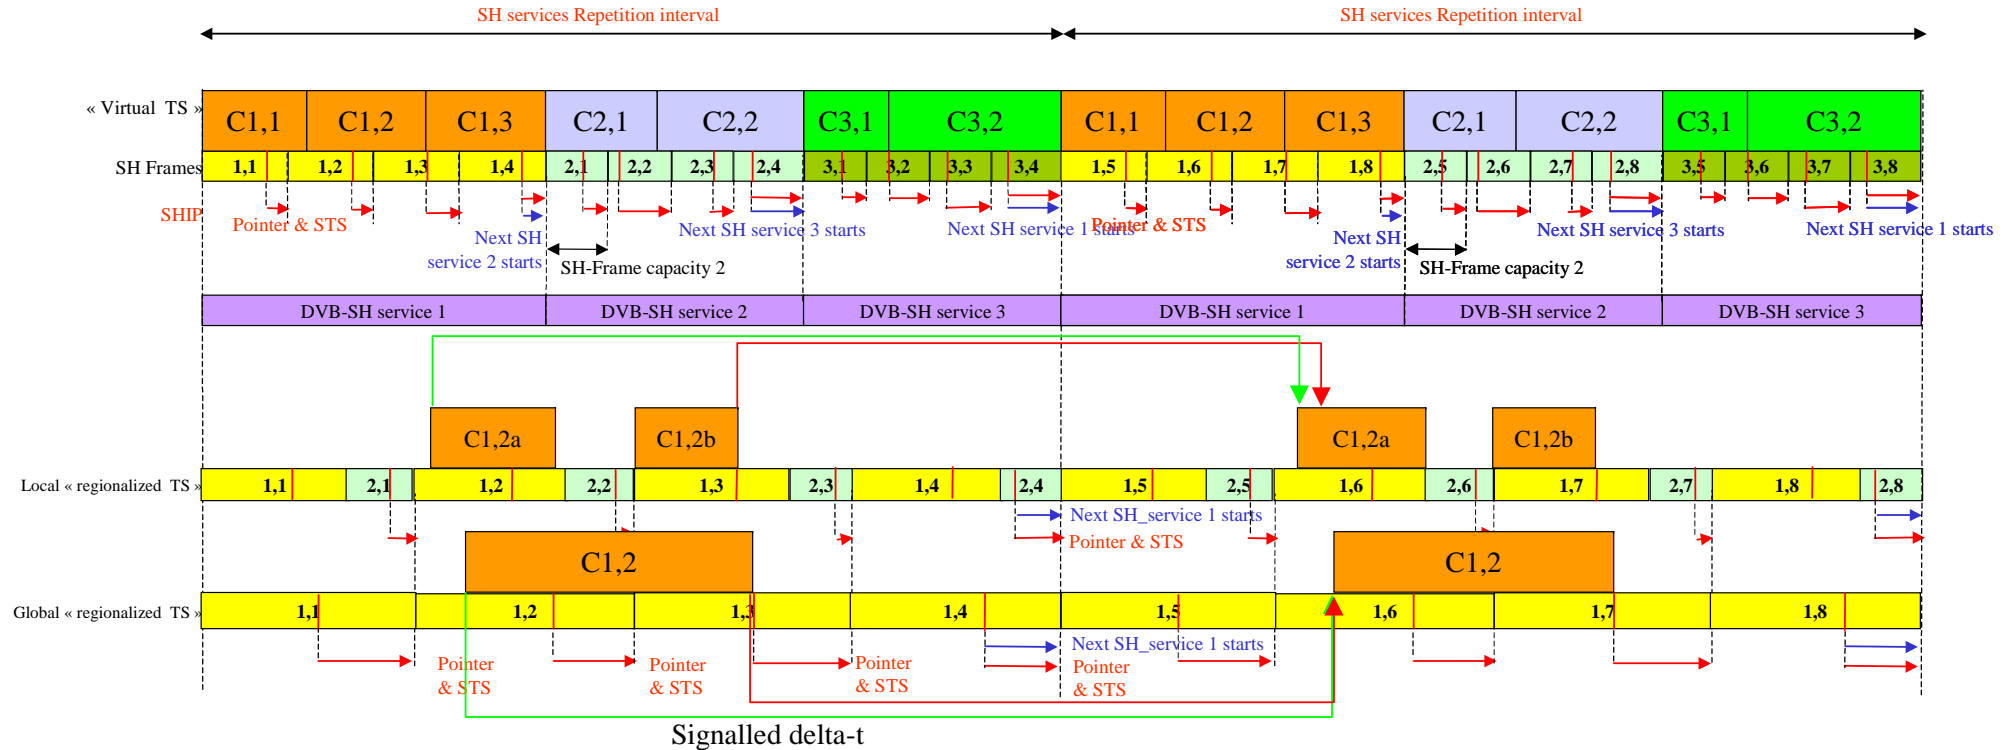 SH services Repetition interval SH services Repetition interval
« Virtual TS » C1,1 C1,2 C1,3 C2,1 C2,2 C3,1 C3,2 C1,1 C1,2 C1,3 C2,1 C2,2 C3,1 C3,2
SH Frames 1,1 1,2 1,3 1,4 2,1 2,2 2,3 2,4 3,1 3,2 3,3 3,4 1,5 1,6 1,7 1,8 2,5 2,6 2,7 2,8 3,5 3,6 3,7 3,8
SHIP
Pointer & STS
Next SH
service 2 starts
SH-Frame capacity 2
Next SH service 3 starts
Next SH service 1 starts
Pointer & STS
Next SH
service 2 starts
SH-Frame capacity 2
Next SH service 3 starts
Next SH service 1 starts
DVB-SH service 1 DVB-SH service 2 DVB-SH service 3 DVB-SH service 1 DVB-SH service 2 DVB-SH service 3
C1,2a C1,2b C1,2a C1,2b
Local « regionalized TS » 1,1 2,1 1,2 2,2 1,3 2,3 1,4 2,4 1,5 2,5 1,6 2,6 1,7 2,7 1,8 2,8
Next SH_service 1 starts
Pointer & STS
C1,2 C1,2
Global « regionalized TS » 1,1 1,2 1,3 1,4 1,5 1,6 1,7 1,8
Next SH_service 1 starts
Pointer
& STS
Pointer
& STS
Pointer
& STS
Pointer
& STS
Signalled delta-t